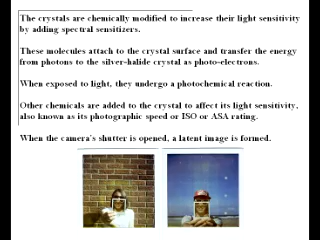 The crystals are chemically modified to increase their light sensitivity
by adding spectral sensitizers.
These molecules attach to the crystal surface and transfer the energy
from photons to the silver-halide crystal as photo-electrons.
When exposed to light, they undergo a photochemical reaction.
Other chemicals are added to the crystal to affect its light sensitivity,
also known as its photographic speed or ISO or ASA rating.
When the camera's shutter is opened, a latent image is formed.